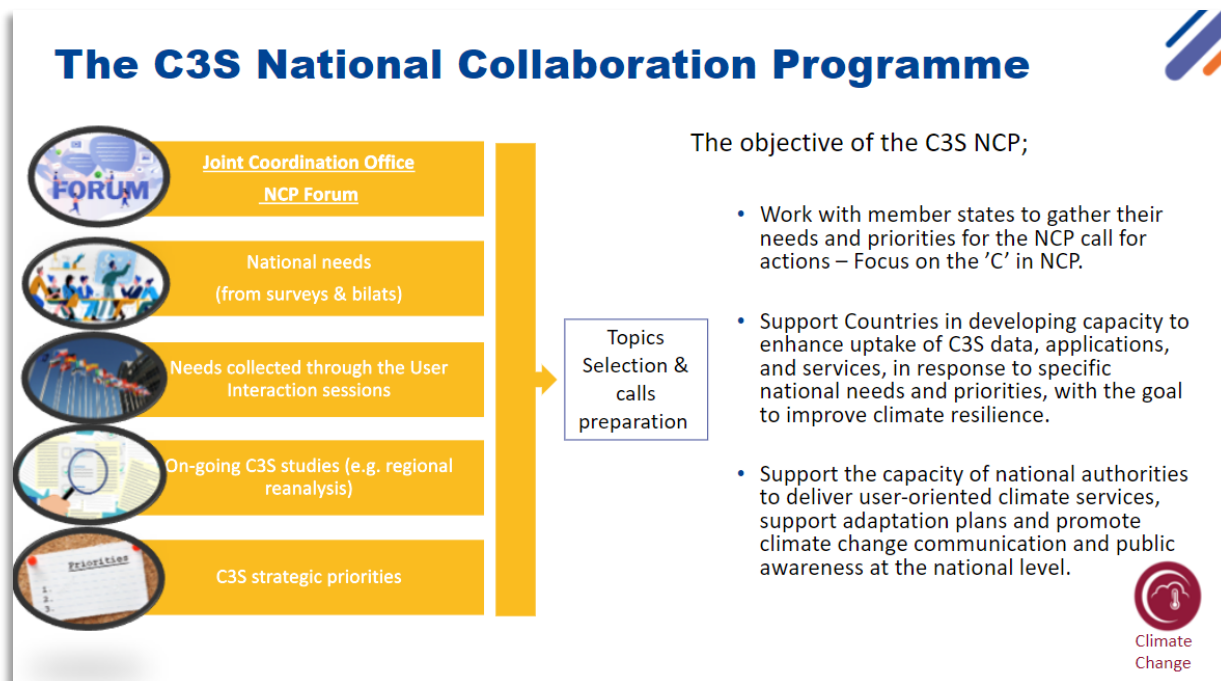 The C3S National Collaboration Programme
FORUM
Joint Coordination Office
NCP Forum
National needs
(from surveys & bilats)
Needs collected through the User
Interaction sessions
On-going C3S studies (e.g. regional
reanalysis)
Priorities
1.
2.
3.
C3S strategic priorities
Topics
Selection &
calls
preparation
The objective of the C3S NCP;
• Work with member states to gather their
needs and priorities for the NCP call for
actions – Focus on the ’C’ in NCP.
• Support Countries in developing capacity to
enhance uptake of C3S data, applications,
and services, in response to specific
national needs and priorities, with the goal
to improve climate resilience.
• Support the capacity of national authorities
to deliver user-oriented climate services,
support adaptation plans and promote
climate change communication and public
awareness at the national level.
Climate
Change